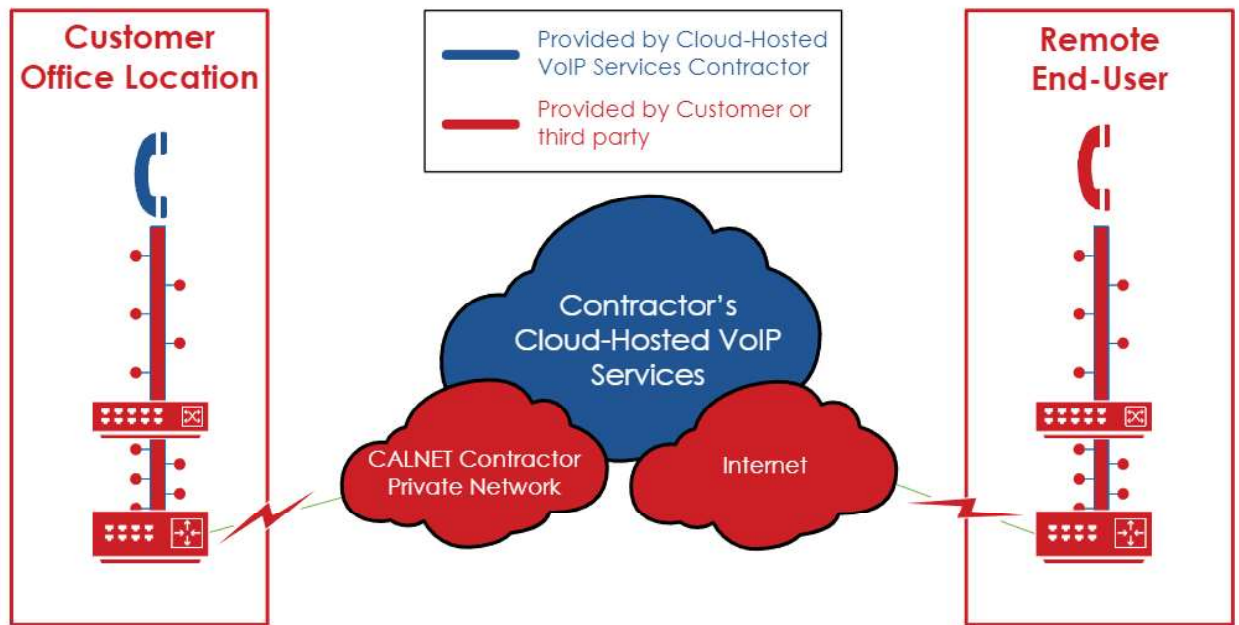 Customer
Office Location
Provided by Cloud-Hosted
VoIP Services Contractor
Provided by Customer or
third party
Remote
End-User
Contractor's
Cloud-Hosted VoIP
Services
CALNET Contractor
Private Network
Internet